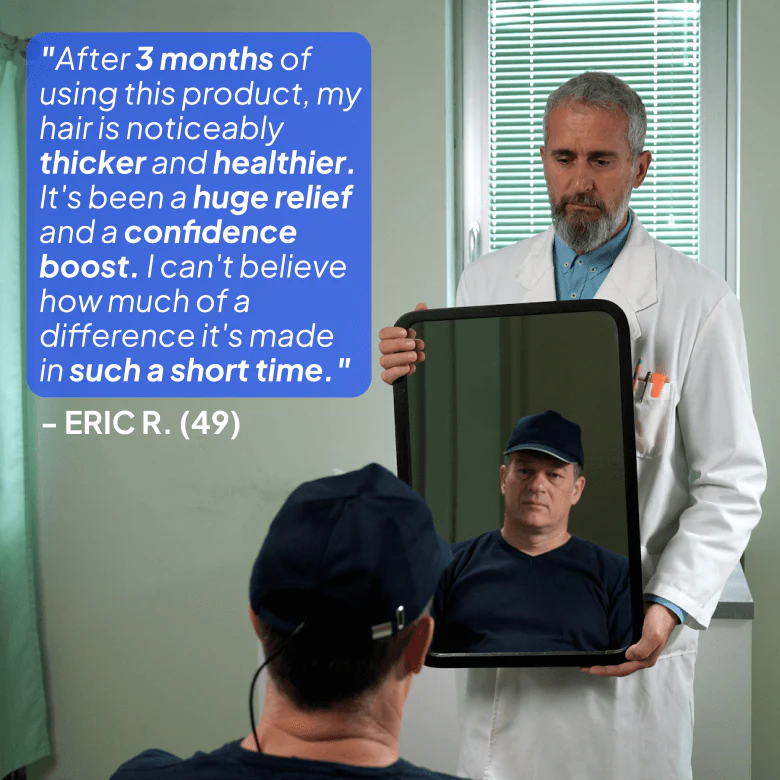 "After 3 months of
using this product, my
hair is noticeably
thicker and healthier.
It's been a huge relief
and a confidence
boost. I can't believe
how much of a
difference it's made
in such a short time."
– ERIC R. (49)